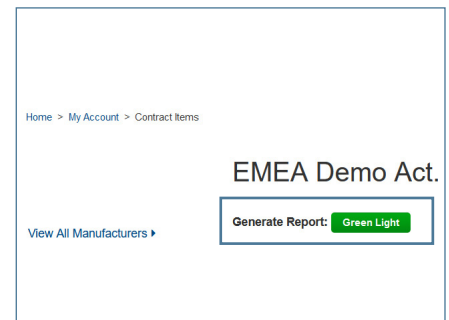 Home > My Account > Contract Items
EMEA Demo Act.
Generate Report: Green Light
View All Manufacturers